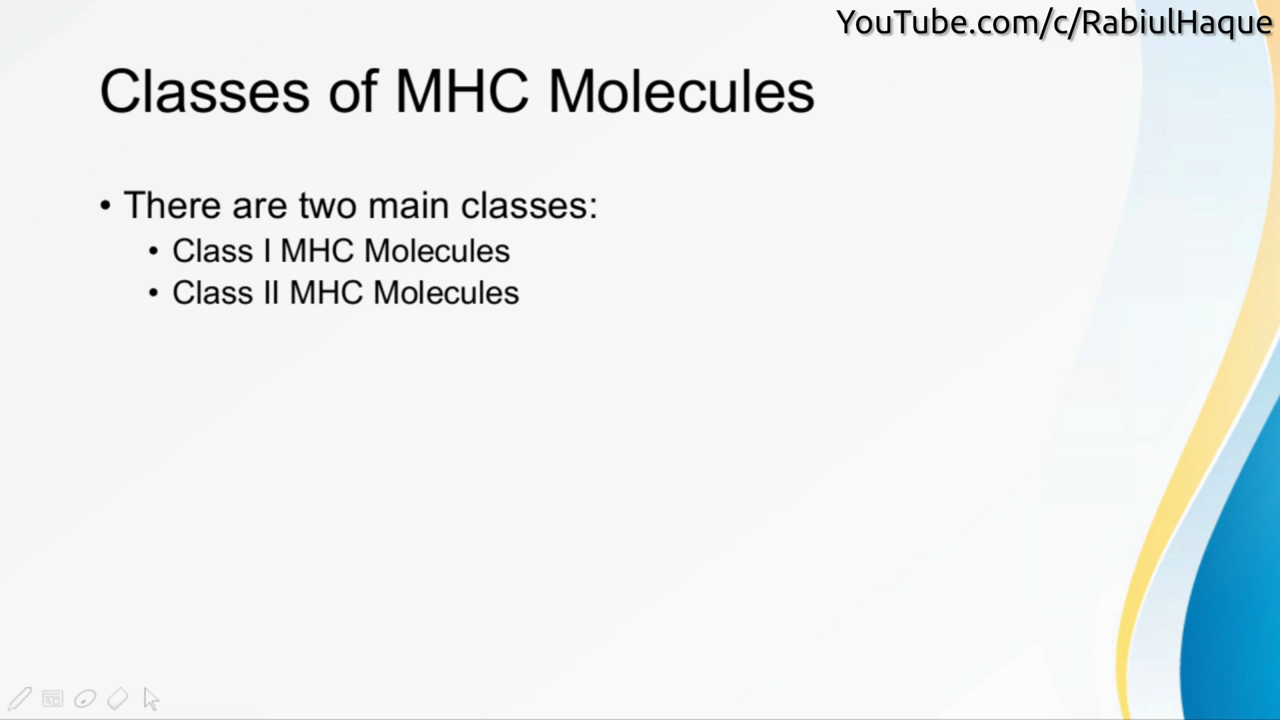 YouTube.com/c/RabiulHaque
Classes of MHC Molecules
• There are two main classes:
• Class I MHC Molecules
• Class II MHC Molecules